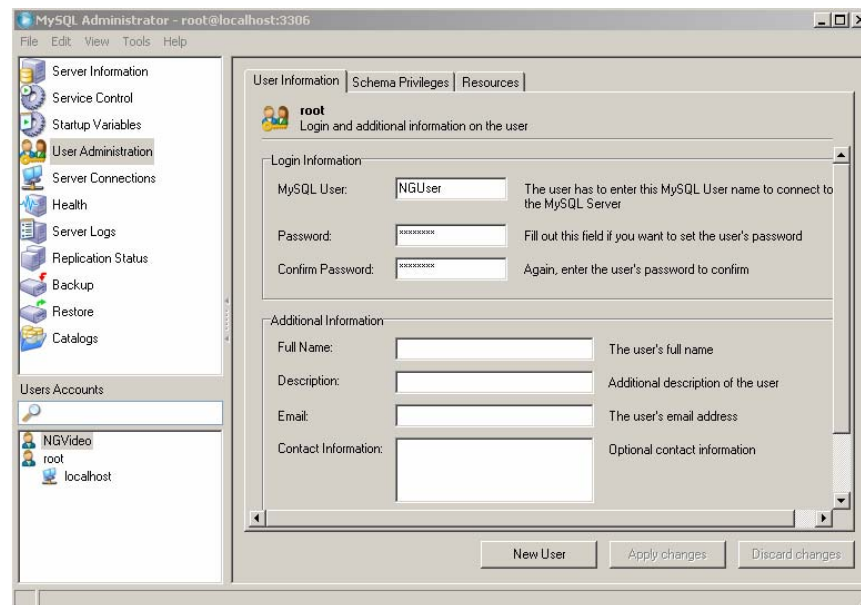 MySQL Administrator - root@localhost:3306
File Edit View Tools Help
Server Information
Service Control
Startup Variables
User Administration
Server Connections
Health
Server Logs
Replication Status
Backup
Restore
Catalogs
Users Accounts
NGVideo
root
localhost
User Information Schema Privileges Resources
root
Login and additional information on the user
Login Information
MySQL User: NGUser The user has to enter this MySQL User name to connect to
the MySQL Server
Password: xxxxxxxx Fill out this field if you want to set the user's password
Confirm Password: xxxxxxxx Again, enter the user's password to confirm
Additional Information
Full Name: The user's full name
Description: Additional description of the user
Email: The user's email address
Contact Information: Optional contact information
New User Apply changes Discard changes